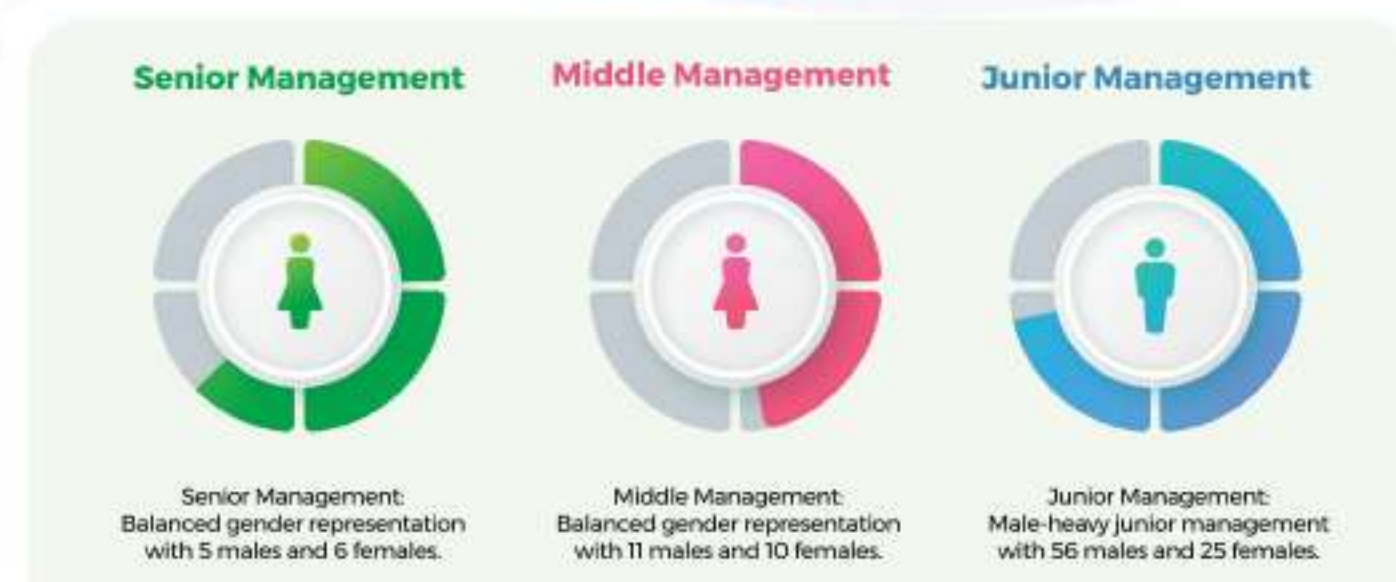 Senior Management
Middle Management
Junior Management
Senior Management:
Balanced gender representation
with 5 males and 6 females.
Middle Management:
Balanced gender representation
with 11 males and 10 females.
Junior Management:
Male-heavy junior management
with 56 males and 25 females.